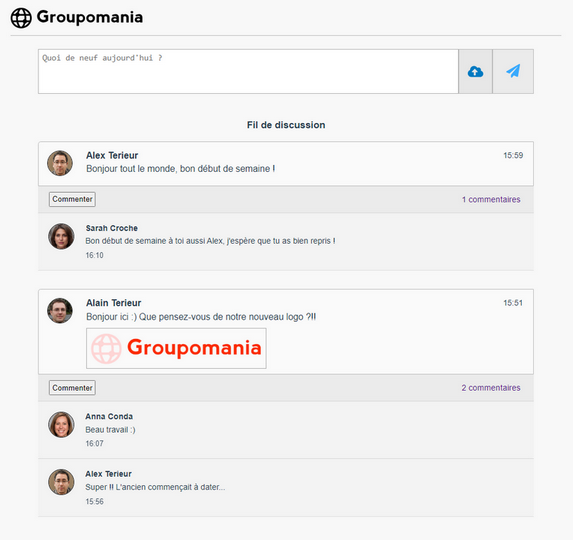 Groupomania
Quoi de neuf aujourd'hui ?
Fil de discussion
Alex Terieur
15:59
Bonjour tout le monde, bon début de semaine !
Commenter
1 commentaires
Sarah Croche
Bon début de semaine à toi aussi Alex, j'espère que tu as bien repris !
16:10
Alain Terieur
15:51
Bonjour ici :) Que pensez-vous de notre nouveau logo ?!!
Groupomania
Commenter
2 commentaires
Anna Conda
Beau travail :)
16:07
Alex Terieur
Super !! L'ancien commençait à dater...
15:56